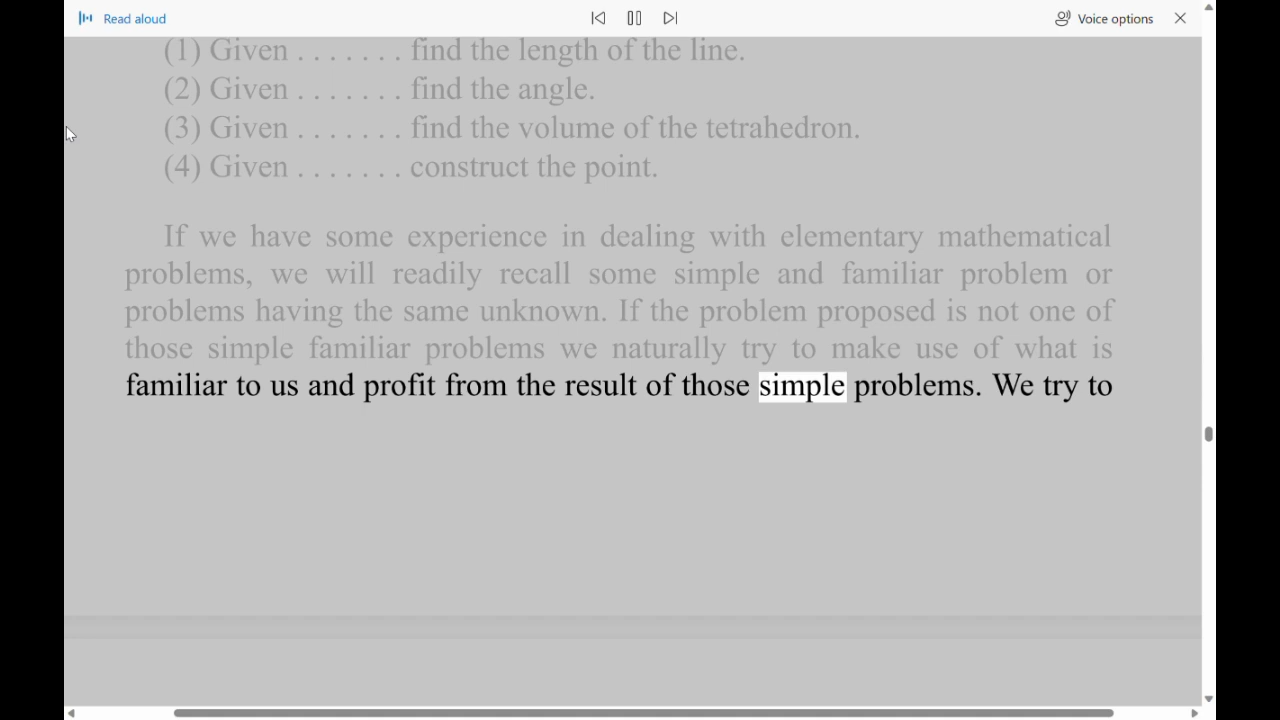 Read aloud
Voice options
(1) Given . . . . . . . find the length of the line.
(2) Given . . . . . . . find the angle.
(3) Given . . . . . . . find the volume of the tetrahedron.
(4) Given . . . . . . . construct the point.
If we have some experience in dealing with elementary mathematical
problems, we will readily recall some simple and familiar problem or
problems having the same unknown. If the problem proposed is not one of
those simple familiar problems we naturally try to make use of what is
familiar to us and profit from the result of those simple problems. We try to